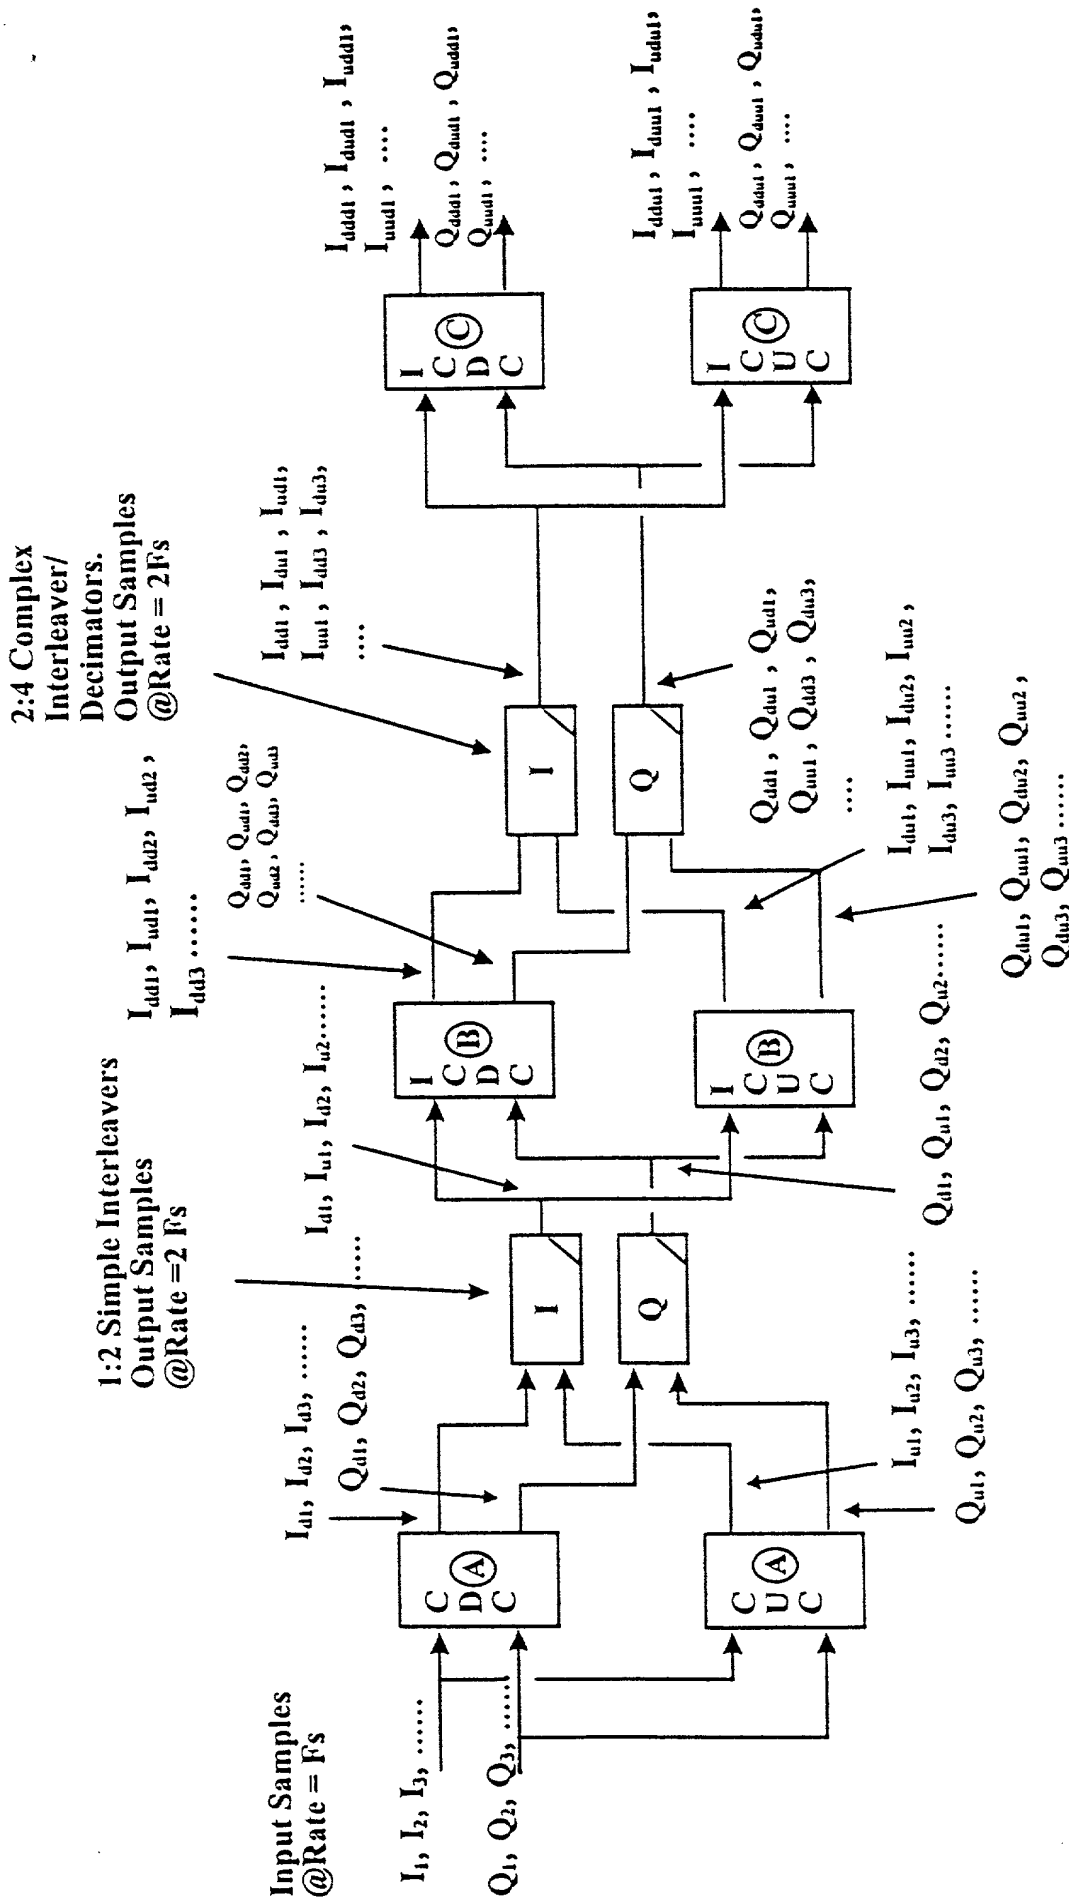 Input Samples
@Rate = Fs
I1, I2, I3, ......
Q1, Q2, Q3, ......
C
D
C
A
C
U
C
A
Id1, Id2, Id3, ......
Qd1, Qd2, Qd3, ......
Iu1, Iu2, Iu3, ......
Qu1, Qu2, Qu3, ......
1:2 Simple Interleavers
Output Samples
@Rate =2 Fs
I
Q
Id1, Iu1, Id2, Iu2......
Qd1, Qu1, Qd2, Qu2......
I
C
D
C
B
I
C
U
C
B
Idd1, Iud1, Idd2, Iud2 ,
Idd3 ......
Qdd1, Qud1, Qdd2,
Qud2 , Qdd3, Qud3
......
Idu1, Iuu1, Idu2, Iuu2 ,
Idu3, Iuu3 ......
Qdu1, Quu1, Qdu2, Quu2 ,
Qdu3, Quu3 ......
2:4 Complex
Interleaver/
Decimators.
Output Samples
@Rate = 2Fs
I
Q
Idd1 , Idu1 , Iud1,
Iuu1 , Idd3 , Idu3,
....
Qdd1 , Qdu1 , Qud1,
Quu1 , Qdd3 , Qdu3,
....
I
C
D
C
C
I
C
U
C
C
Iddd1 , Idud1 , Iudd1,
Iuud1 , ....
Qddd1 , Qdud1 , Qudd1,
Quud1 , ....
Iddu1 , Iduu1 , Iudu1,
Iuuu1 , ....
Qddu1 , Qduu1 , Qudu1,
Quuu1 , ....